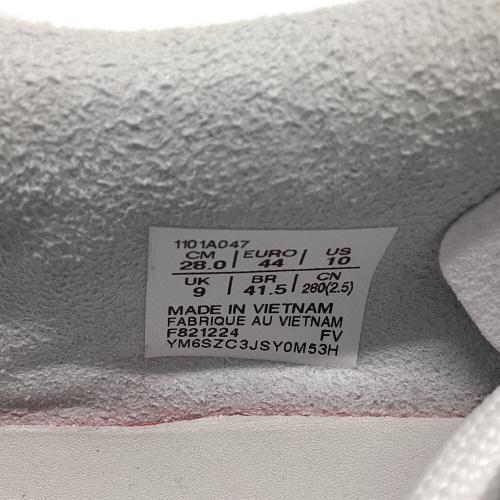 1101A047
CM | EURO | US
28.0 | 44 | 10
UK | BR | CN
9 | 41.5 | 280(2.5)
MADE IN VIETNAM
FABRIQUE AU VIETNAM
F821224 FV
YM6SZC3JSY0M53H